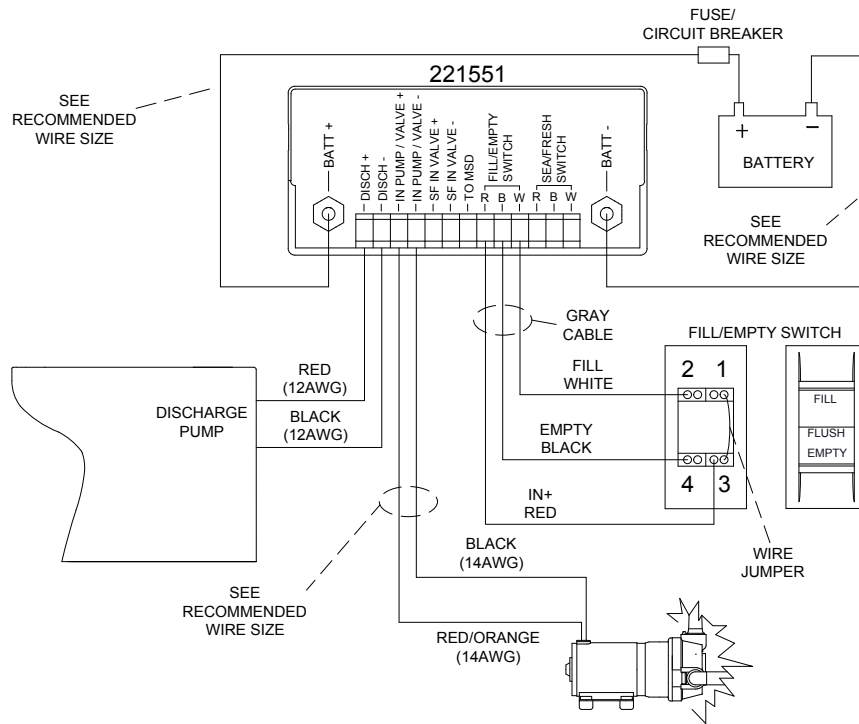 FUSE/
CIRCUIT BREAKER
221551
SEE
RECOMMENDED
WIRE SIZE
BATT +
DISCH +
DISCH -
IN PUMP / VALVE +
IN PUMP / VALVE -
SF IN VALVE +
SF IN VALVE -
TO MSD
FILL/EMPTY
SWITCH
R B W
SEA/FRESH
SWITCH
R B W
BATT -
+ −
BATTERY
SEE
RECOMMENDED
WIRE SIZE
GRAY
CABLE
FILL/EMPTY SWITCH
RED
(12AWG)
DISCHARGE
PUMP
BLACK
(12AWG)
FILL
WHITE
2 1
FILL
FLUSH
EMPTY
EMPTY
BLACK
4 3
IN+
RED
WIRE
JUMPER
BLACK
(14AWG)
SEE
RECOMMENDED
WIRE SIZE
RED/ORANGE
(14AWG)